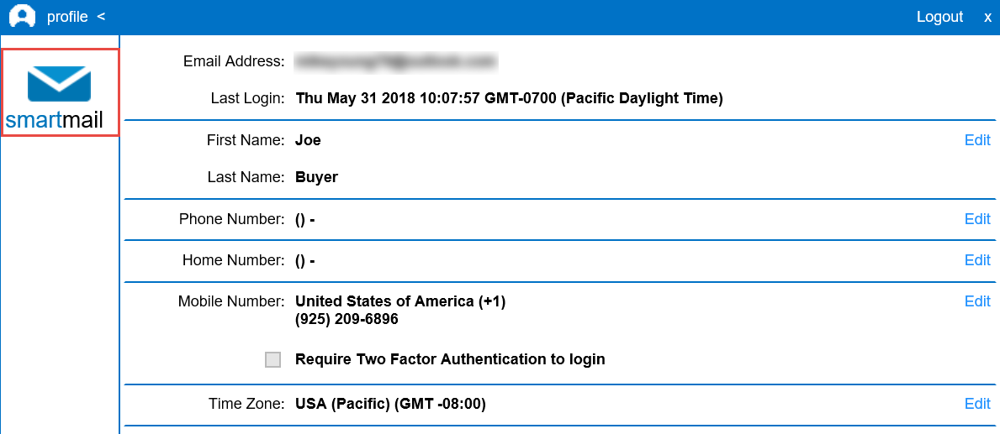 profile <
Logout x
smartmail
Email Address:
Last Login: Thu May 31 2018 10:07:57 GMT-0700 (Pacific Daylight Time)
First Name: Joe Edit
Last Name: Buyer
Phone Number: () - Edit
Home Number: () - Edit
Mobile Number: United States of America (+1) Edit
(925) 209-6896
Require Two Factor Authentication to login
Time Zone: USA (Pacific) (GMT -08:00) Edit